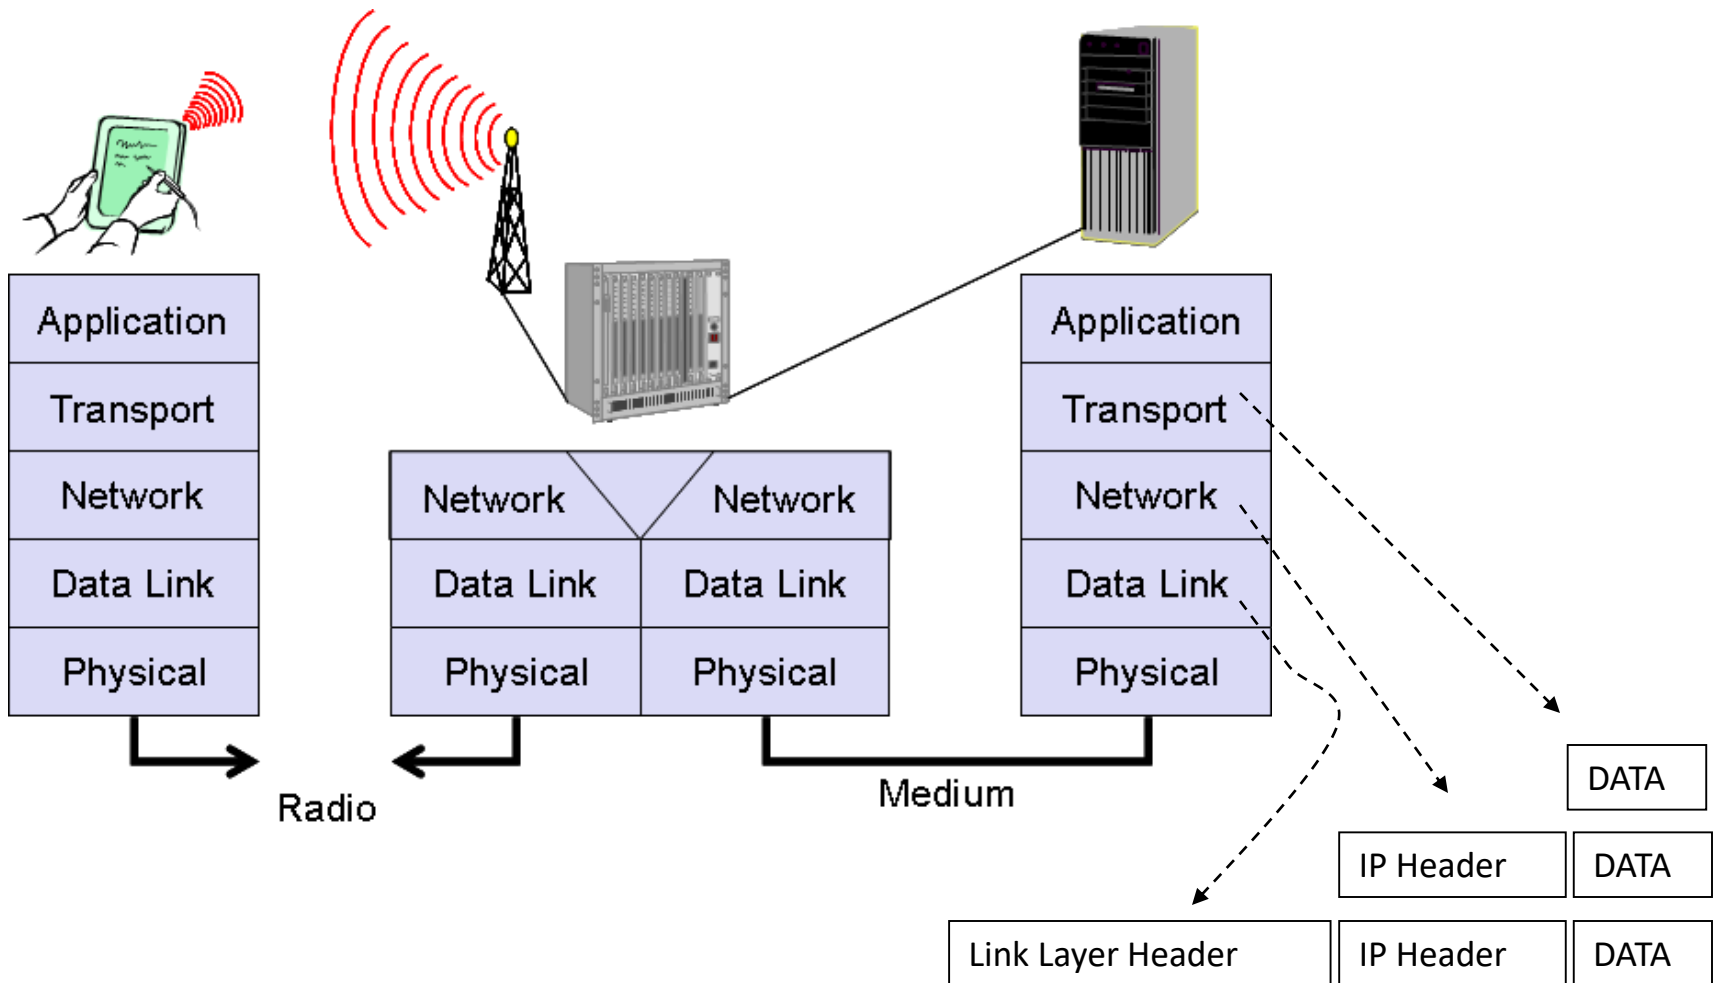 Application
Transport
Network
Data Link
Physical
Network Network
Data Link Data Link
Physical Physical
Application
Transport
Network
Data Link
Physical
Radio
Medium
DATA
IP Header DATA
Link Layer Header IP Header DATA